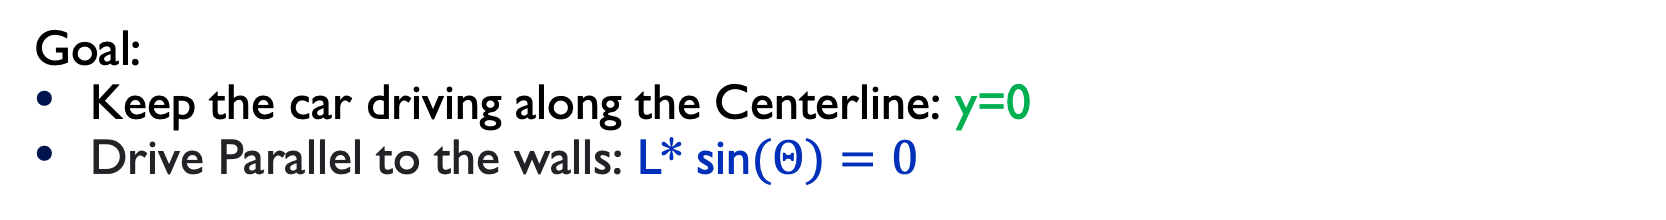 Goal:
• Keep the car driving along the Centerline: y=0
• Drive Parallel to the walls: L* sin(Θ) = 0